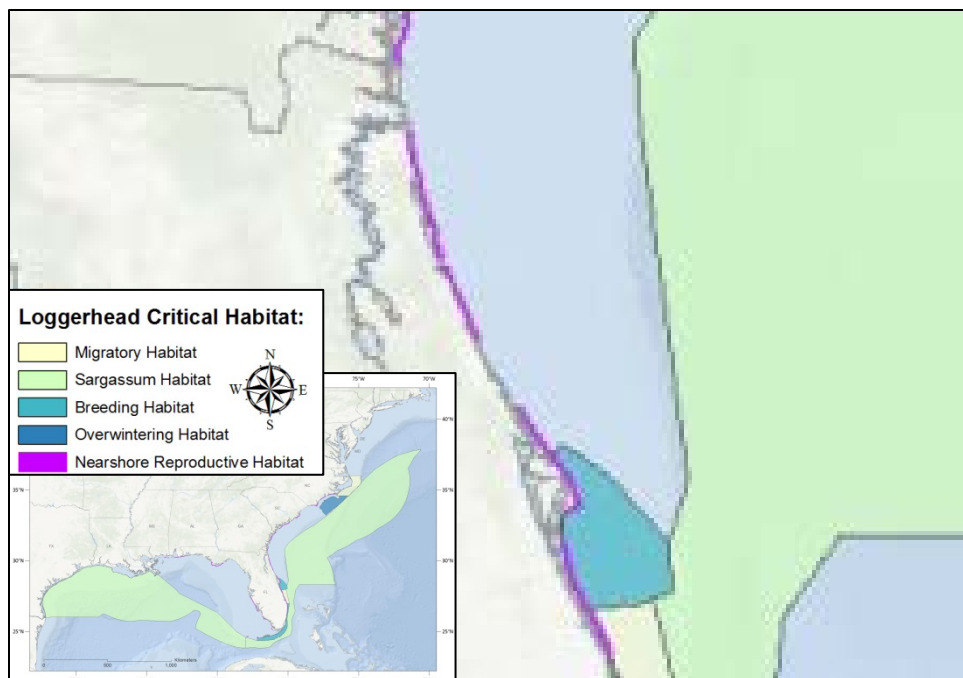 Loggerhead Critical Habitat:
Migratory Habitat
Sargassum Habitat
Breeding Habitat
Overwintering Habitat
Nearshore Reproductive Habitat
N
W E
S
75°W 70°W
40°N
35°N 35°N
30°N 30°N
25°N 25°N
Kilometers
0